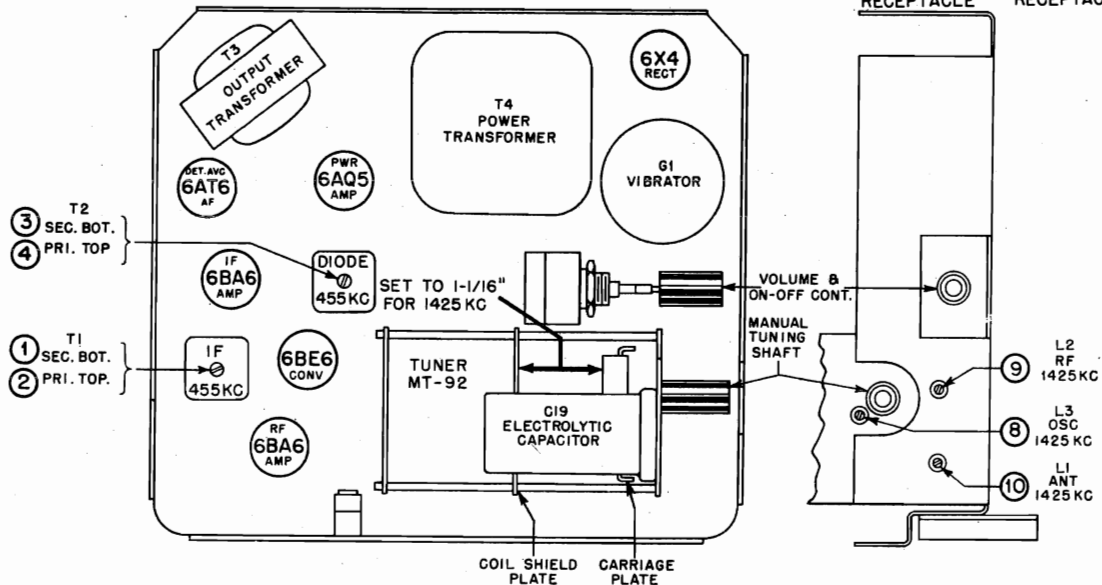 RECEPTACLE
RECEPTAC
T3
OUTPUT
TRANSFORMER
T4
POWER
TRANSFORMER
6X4
RECT
G1
VIBRATOR
DET. AVC
6AT6
AF
PWR
6AQ5
AMP
3 T2
SEC. BOT.
4 PRI. TOP
IF
6BA6
AMP
DIODE
455KC
SET TO 1-1/16"
FOR 1425 KC
VOLUME &
ON-OFF CONT.
MANUAL
TUNING
SHAFT
1 T1
SEC. BOT.
2 PRI. TOP.
IF
455KC
6BE6
CONV
TUNER
MT-92
C19
ELECTROLYTIC
CAPACITOR
RF
6BA6
AMP
9 L2
RF
1425KC
8 L3
OSC
1425KC
10 L1
ANT
1425KC
COIL SHIELD
PLATE
CARRIAGE
PLATE